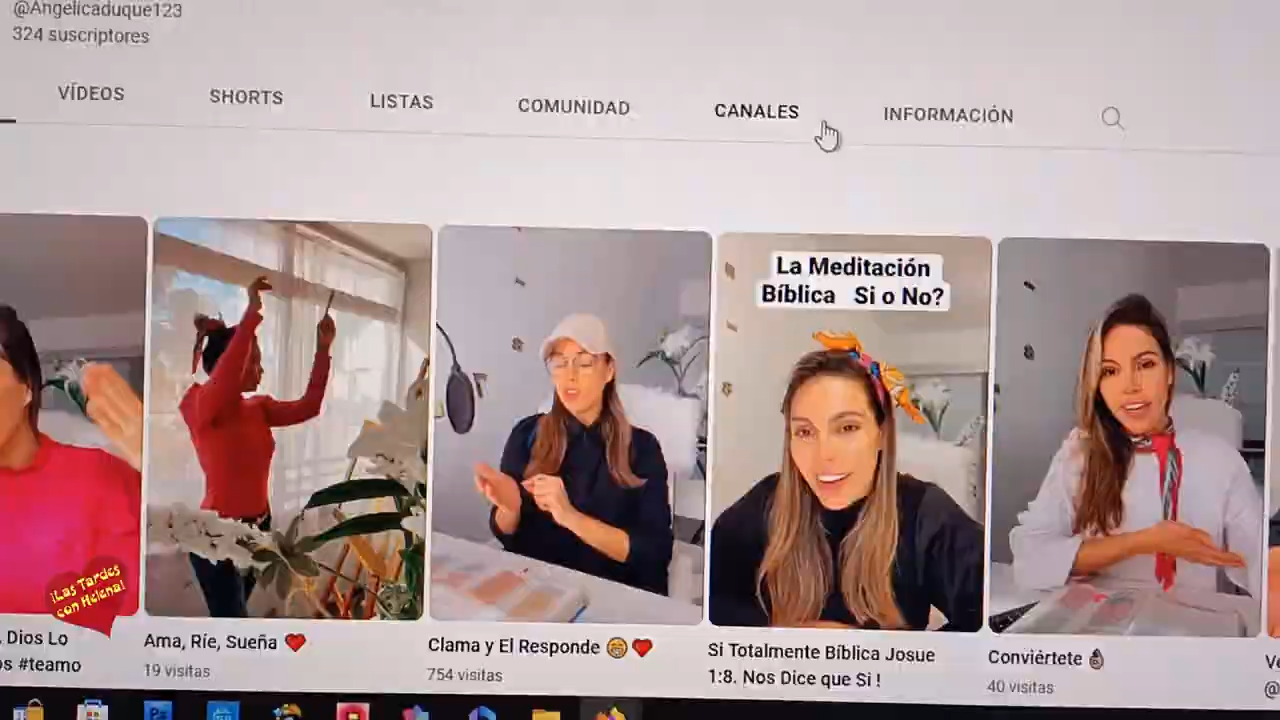 @Angelicaduque123
324 suscriptores
VÍDEOS
SHORTS
LISTAS
COMUNIDAD
CANALES
INFORMACIÓN
La Meditación
Bíblica Si o No?
¡Las Tardes
con Helena!
Dios Lo
os #teamo
Ama, Ríe, Sueña
19 visitas
Clama y El Responde
754 visitas
Si Totalmente Bíblica Josue
1:8. Nos Dice que Si !
Conviértete
40 visitas
Ps